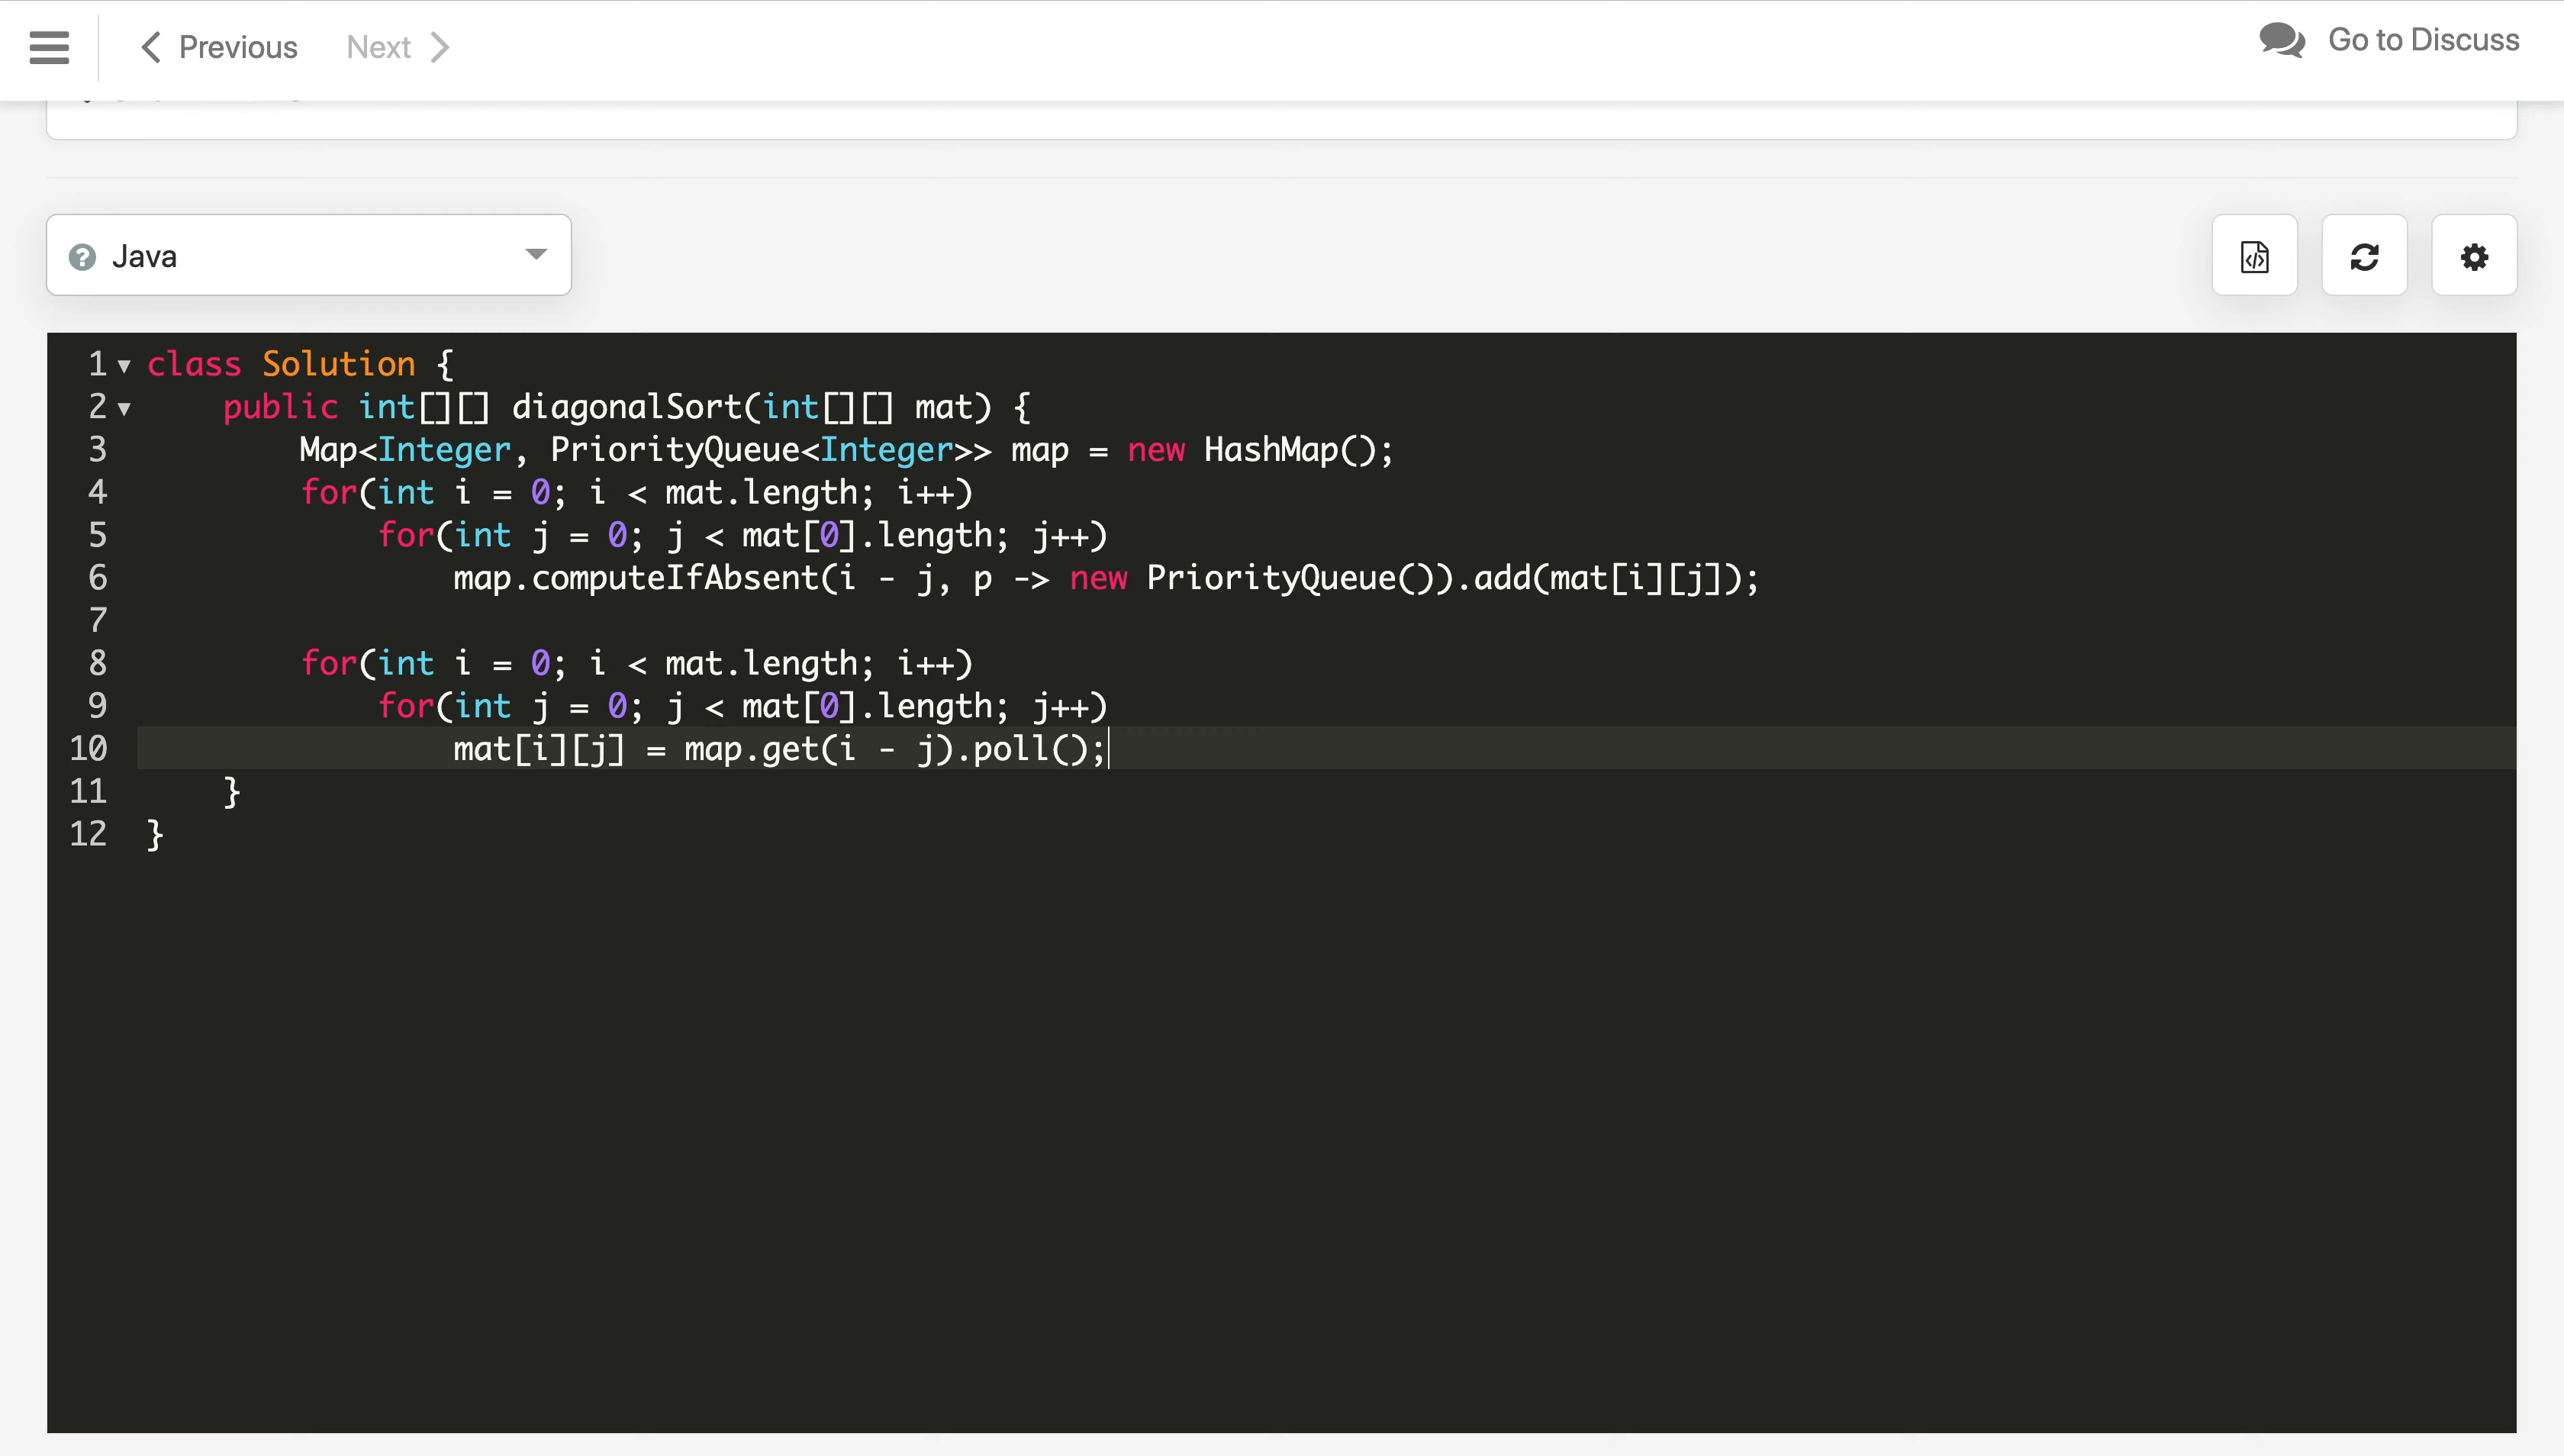 Previous Next Go to Discuss
Java
1 class Solution {
2 public int[][] diagonalSort(int[][] mat) {
3 Map<Integer, PriorityQueue<Integer>> map = new HashMap();
4 for(int i = 0; i < mat.length; i++)
5 for(int j = 0; j < mat[0].length; j++)
6 map.computeIfAbsent(i - j, p -> new PriorityQueue()).add(mat[i][j]);
7
8 for(int i = 0; i < mat.length; i++)
9 for(int j = 0; j < mat[0].length; j++)
10 mat[i][j] = map.get(i - j).poll();
11 }
12 }